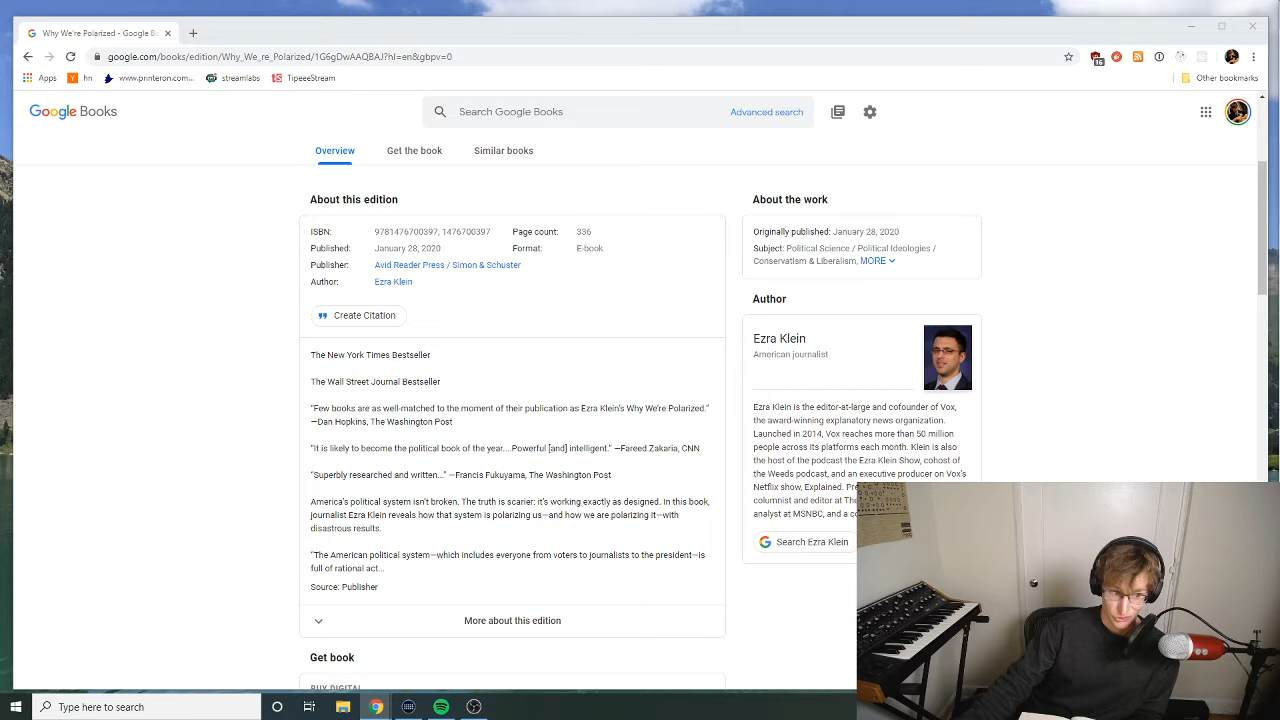 Why We're Polarized - Google B
google.com/books/edition/Why_We_re_Polarized/1G6gDwAAQBAJ?hl=en&gbpv=0
16
Apps
hn
www.printeron.com...
streamlabs
TipeeeStream
Other bookmarks
Google Books
Search Google Books
Advanced search
Overview
Get the book
Similar books
About this edition
ISBN: 9781476700397, 1476700397
Page count: 336
Published: January 28, 2020
Format: E-book
Publisher: Avid Reader Press / Simon & Schuster
Author: Ezra Klein
Create Citation
The New York Times Bestseller
The Wall Street Journal Bestseller
“Few books are as well-matched to the moment of their publication as Ezra Klein’s Why We’re Polarized.”
—Dan Hopkins, The Washington Post
“It is likely to become the political book of the year....Powerful [and] intelligent.” —Fareed Zakaria, CNN
“Superbly researched and written...” —Francis Fukuyama, The Washington Post
America’s political system isn’t broken. The truth is scarier: it’s working exactly as designed. In this book,
journalist Ezra Klein reveals how that system is polarizing us—and how we are polarizing it—with
disastrous results.
“The American political system—which includes everyone from voters to journalists to the president—is
full of rational act...
Source: Publisher
More about this edition
Get book
BUY DIGITAL
About the work
Originally published: January 28, 2020
Subject: Political Science / Political Ideologies /
Conservatism & Liberalism, MORE
Author
Ezra Klein
American journalist
Ezra Klein is the editor-at-large and cofounder of Vox,
the award-winning explanatory news organization.
Launched in 2014, Vox reaches more than 50 million
people across its platforms each month. Klein is also
the host of the podcast the Ezra Klein Show, cohost of
the Weeds podcast, and an executive producer on Vox’s
Netflix show, Explained. Pre
columnist and editor at The
analyst at MSNBC, and a co
Search Ezra Klein
Type here to search